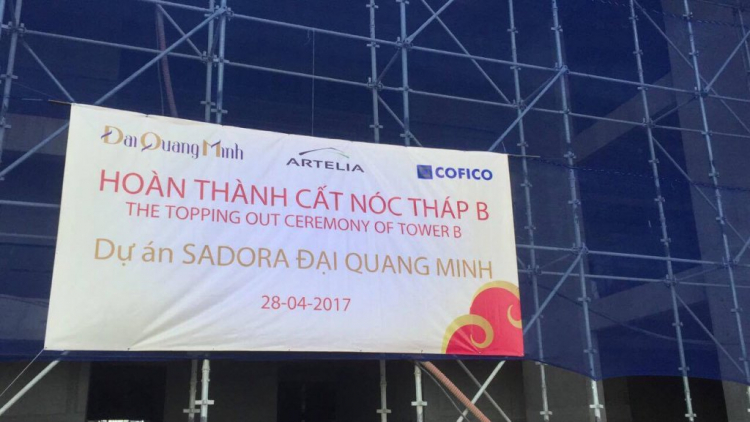 Đại Quang Minh ARTELIA COFICO
HOÀN THÀNH CẤT NÓC THÁP B
THE TOPPING OUT CEREMONY OF TOWER B
Dự án SADORA ĐẠI QUANG MINH
28-04-2017